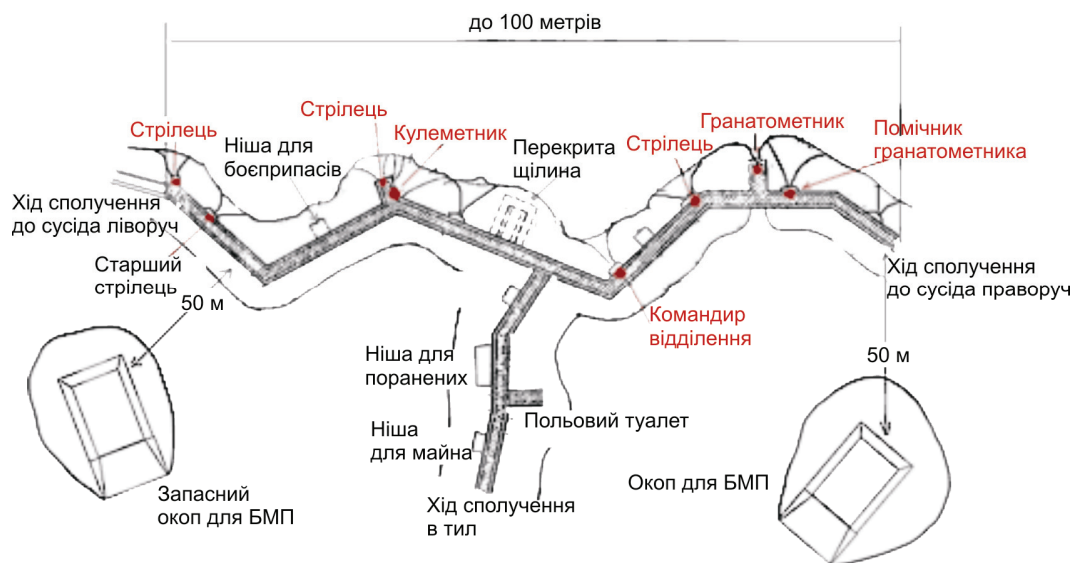 до 100 метрів
Стрілець
Ніша для
боєприпасів
Стрілець
Кулеметник
Перекрита
щілина
Стрілець
Гранатометник
Помічник
гранатометника
Хід сполучення
до сусіда ліворуч
Старший
стрілець
50 м
Командир
відділення
Хід сполучення
до сусіда праворуч
50 м
Ніша для
поранених
Польовий туалет
Ніша
для майна
Хід сполучення
в тил
Запасний
окоп для БМП
Окоп для БМП